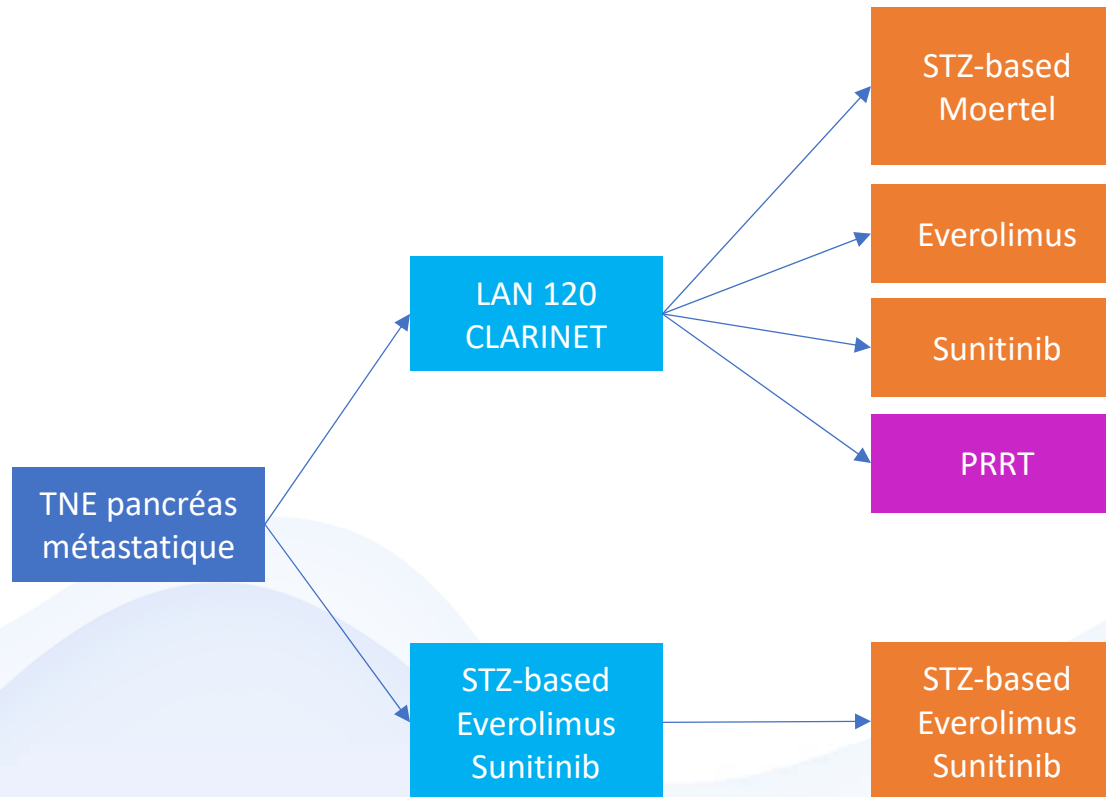 STZ-based
Moertel
Everolimus
LAN 120
CLARINET
Sunitinib
PRRT
TNE pancréas
métastatique
STZ-based
Everolimus
Sunitinib
STZ-based
Everolimus
Sunitinib